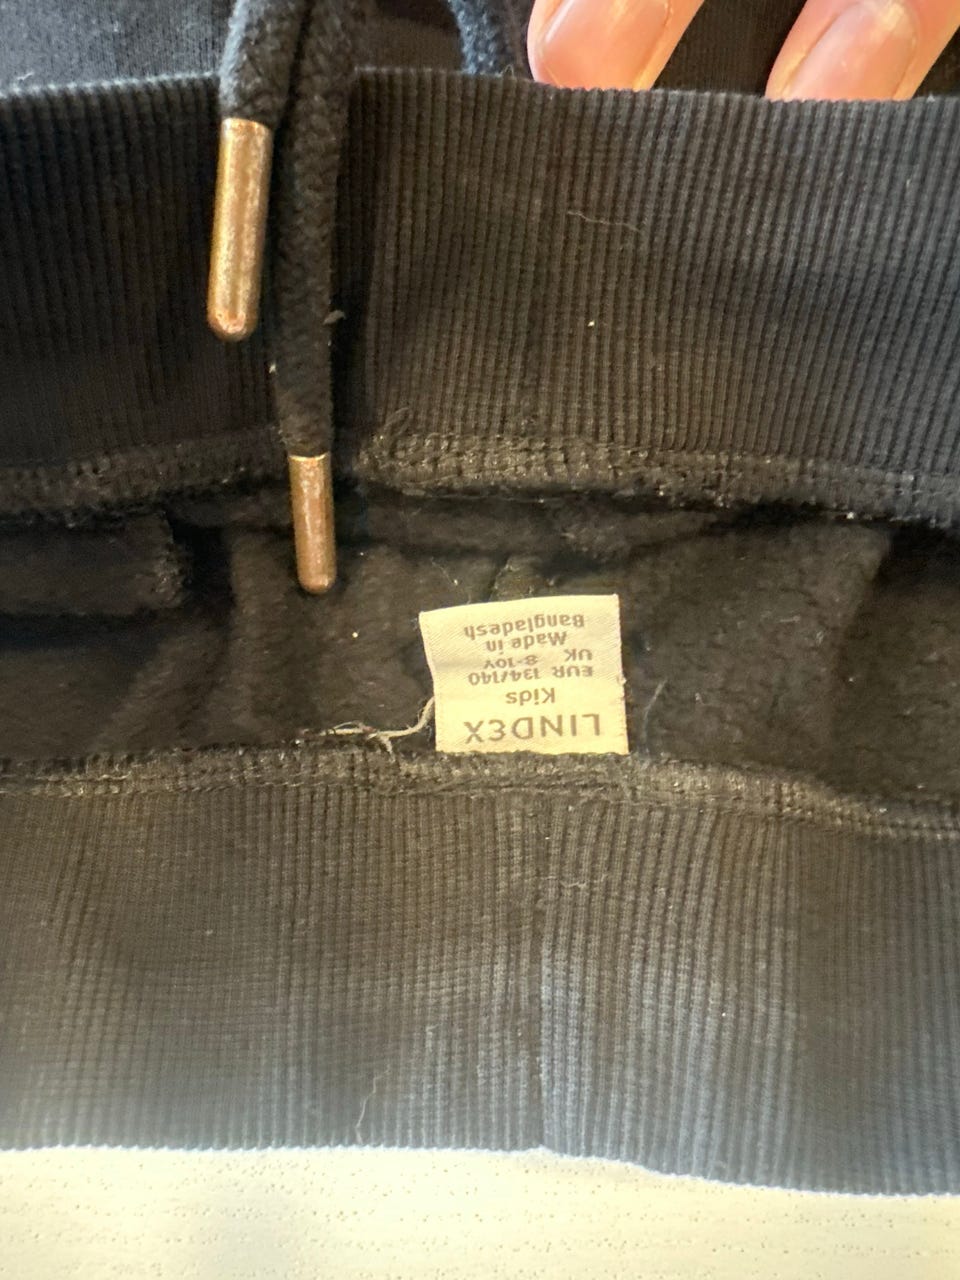 LINDEX
Kids
EUR 134/140
UK 8-10Y
Made in
Bangladesh